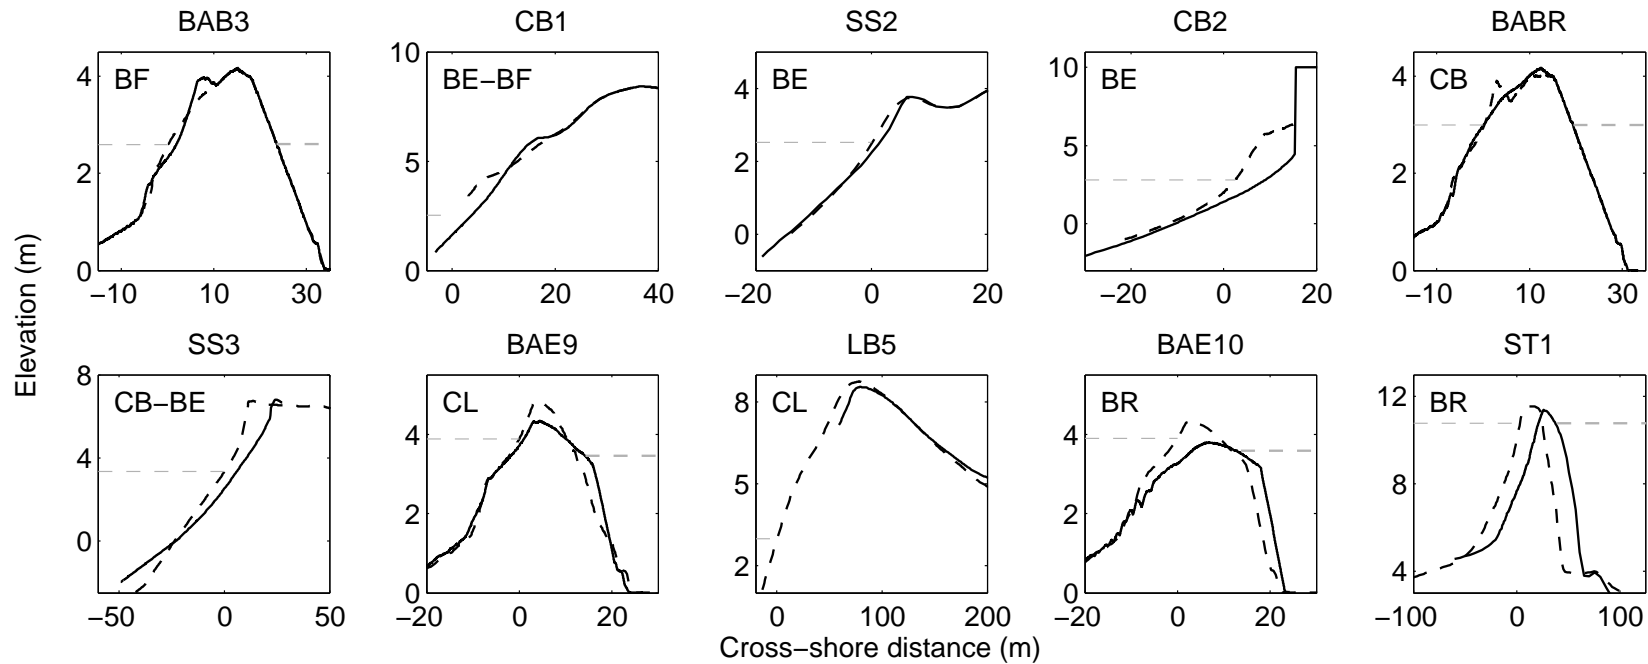 BAB3 CB1 SS2 CB2 BABR
BF BE−BF BE BE CB
4
2
0
−10 10 30
10
5
0
0 20 40
4
2
0
−20 0 20
10
5
0
−20 0 20
4
2
0
−10 10 30
Elevation (m)
SS3 BAE9 LB5 BAE10 ST1
CB−BE CL CL BR BR
8
4
0
−50 0 50
4
2
0
−20 0 20
8
5
2
0 100 200
4
2
0
−20 0 20
12
8
4
−100 0 100
Cross−shore distance (m)